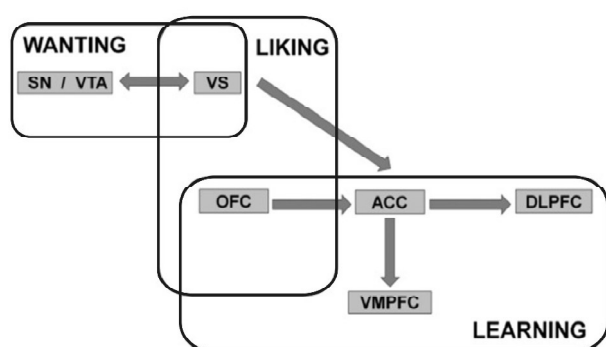 WANTING
LIKING
SN / VTA
VS
OFC
ACC
DLPFC
VMPFC
LEARNING